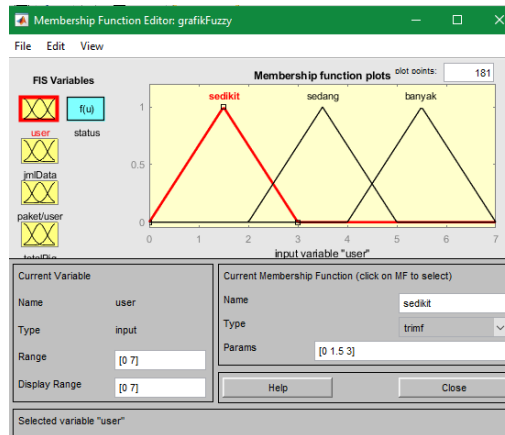 Membership Function Editor: grafikFuzzy
File Edit View
FIS Variables
user
f(u)
status
jmlData
paket/user
Membership function plots
plot points:
181
sedikit
sedang
banyak
1
0.5
0
0 1 2 3 4 5 6 7
input variable "user"
Current Variable
Name user
Type input
Range [0 7]
Display Range [0 7]
Current Membership Function (click on MF to select)
Name sedikit
Type trimf
Params [0 1.5 3]
Help Close
Selected variable "user"